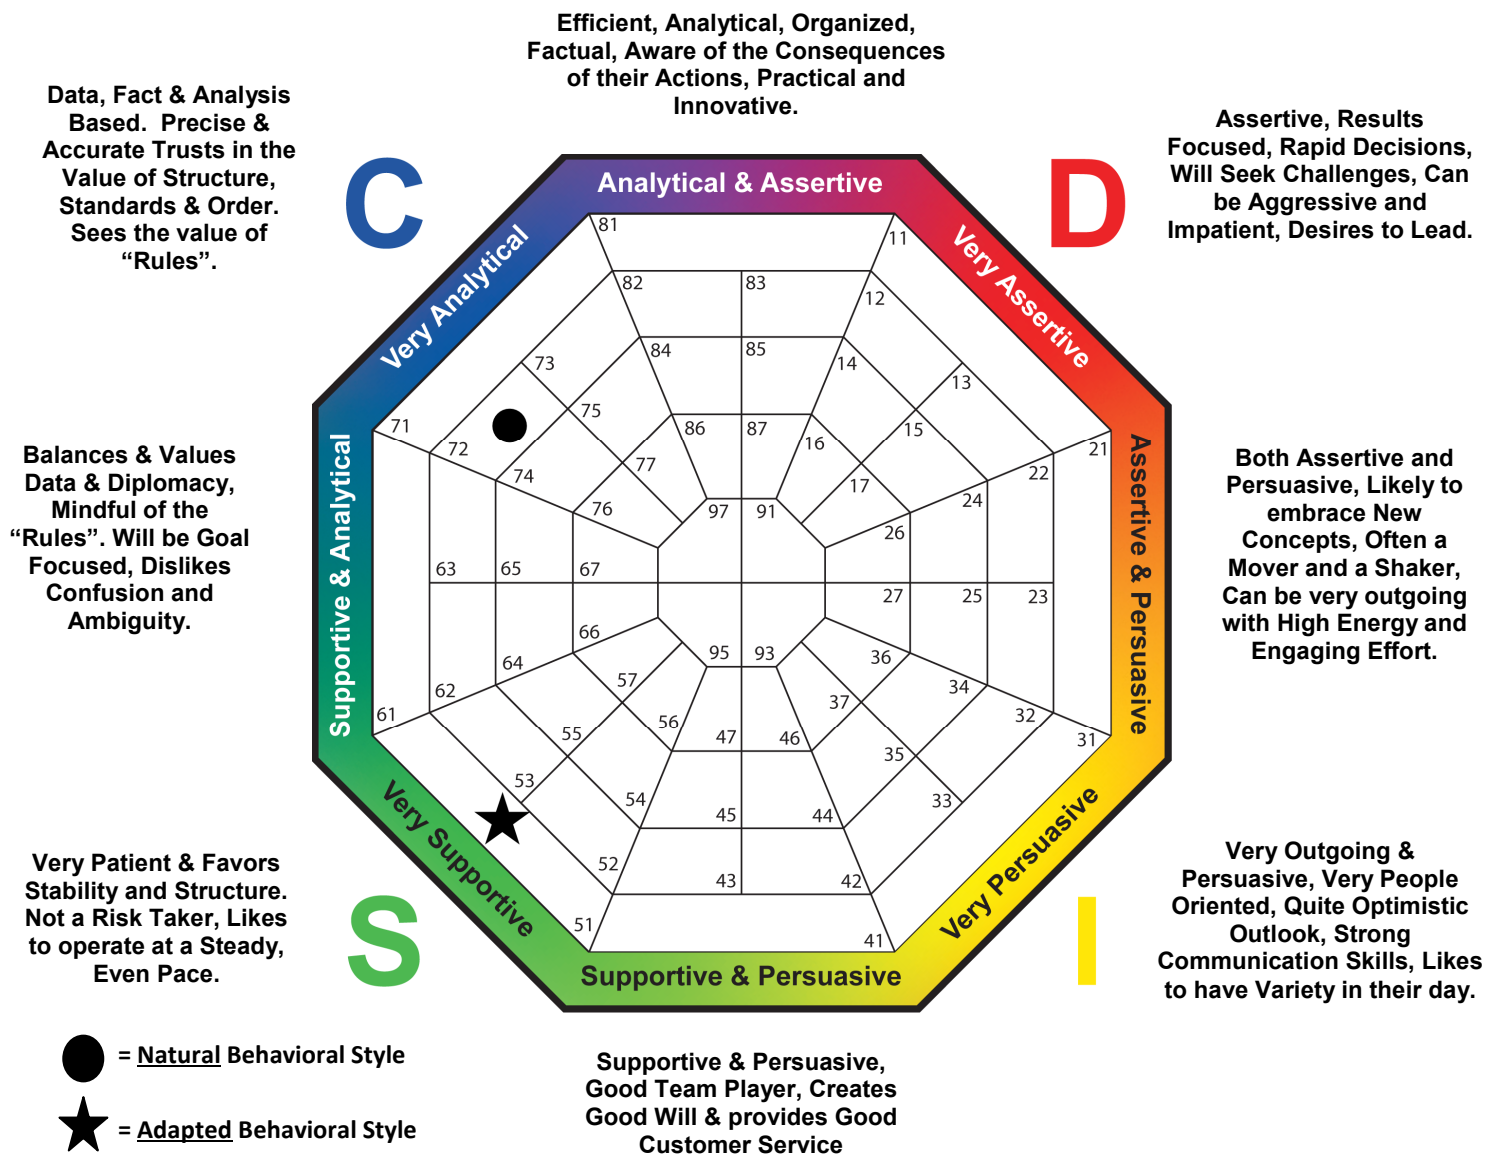 Efficient, Analytical, Organized,
Factual, Aware of the Consequences
of their Actions, Practical and
Innovative.
Data, Fact & Analysis
Based. Precise &
Accurate Trusts in the
Value of Structure,
Standards & Order.
Sees the value of
“Rules”.
C
D
Assertive, Results
Focused, Rapid Decisions,
Will Seek Challenges, Can
be Aggressive and
Impatient, Desires to Lead.
Analytical & Assertive
Very Analytical
Very Assertive
81
11
82
83
12
84
85
14
73
13
75
15
71
72
86
87
16
21
74
77
17
22
76
97
91
24
26
63
65
67
27
25
23
66
95
93
36
64
57
37
34
62
56
47
46
32
61
55
35
31
53
54
45
44
33
52
43
42
51
41
Supportive & Analytical
Assertive & Persuasive
Balances & Values
Data & Diplomacy,
Mindful of the
“Rules”. Will be Goal
Focused, Dislikes
Confusion and
Ambiguity.
Both Assertive and
Persuasive, Likely to
embrace New
Concepts, Often a
Mover and a Shaker,
Can be very outgoing
with High Energy and
Engaging Effort.
Very Supportive
Very Persuasive
Supportive & Persuasive
Very Patient & Favors
Stability and Structure.
Not a Risk Taker, Likes
to operate at a Steady,
Even Pace.
S
I
Very Outgoing &
Persuasive, Very People
Oriented, Quite Optimistic
Outlook, Strong
Communication Skills, Likes
to have Variety in their day.
= Natural Behavioral Style
= Adapted Behavioral Style
Supportive & Persuasive,
Good Team Player, Creates
Good Will & provides Good
Customer Service